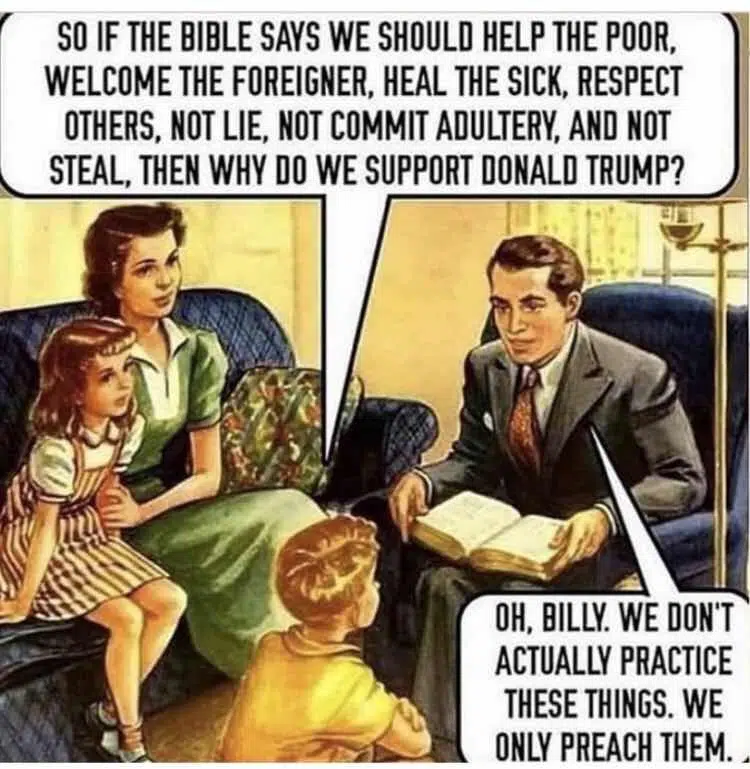 SO IF THE BIBLE SAYS WE SHOULD HELP THE POOR,
WELCOME THE FOREIGNER, HEAL THE SICK, RESPECT
OTHERS, NOT LIE, NOT COMMIT ADULTERY, AND NOT
STEAL, THEN WHY DO WE SUPPORT DONALD TRUMP?
OH, BILLY. WE DON'T
ACTUALLY PRACTICE
THESE THINGS. WE
ONLY PREACH THEM.